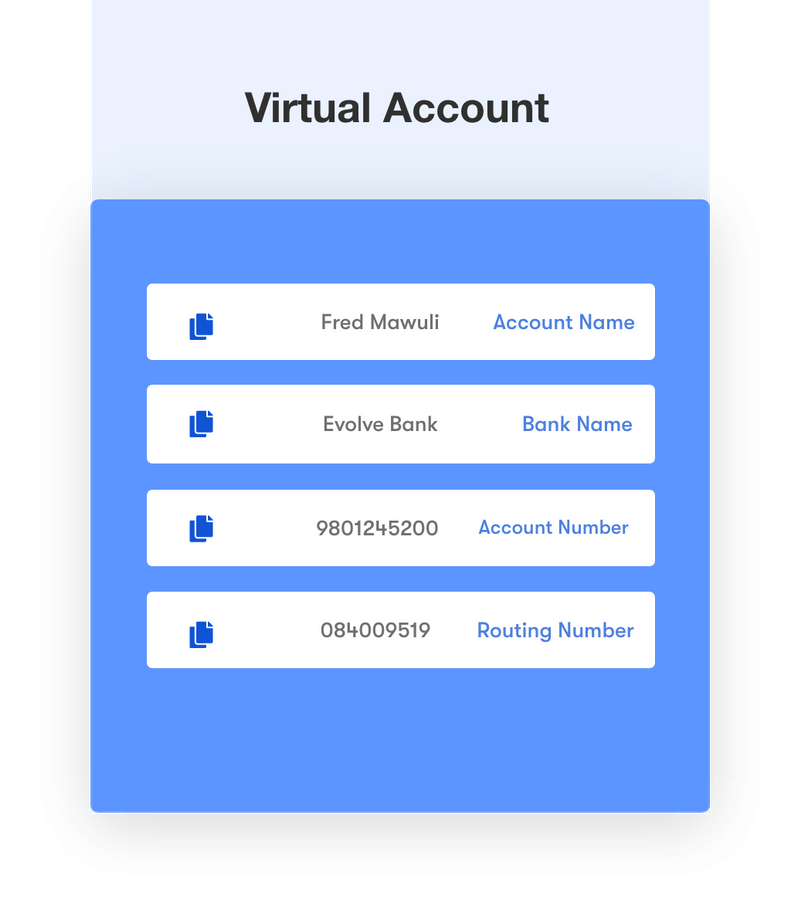 Virtual Account
Fred Mawuli Account Name
Evolve Bank Bank Name
9801245200 Account Number
084009519 Routing Number